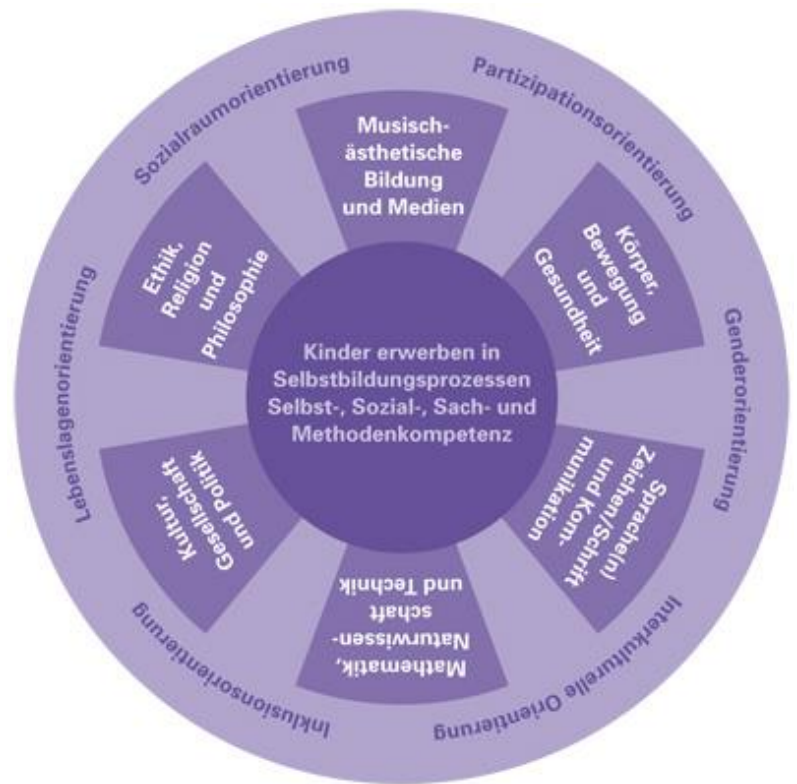 Sozialraumorientierung
Partizipationsorientierung
Genderorientierung
Interkulturelle Orientierung
Inklusionsorientierung
Lebenslagenorientierung
Musisch-
ästhetische
Bildung
und Medien
Körper,
Bewegung
und
Gesundheit
Sprache(n)
Zeichen/Schrift
und Kom-
munikation
Mathematik,
Naturwissen-
schaft
und Technik
Kultur,
Gesellschaft
und Politik
Ethik,
Religion
und
Philosophie
Kinder erwerben in
Selbstbildungsprozessen
Selbst-, Sozial-, Sach- und
Methodenkompetenz